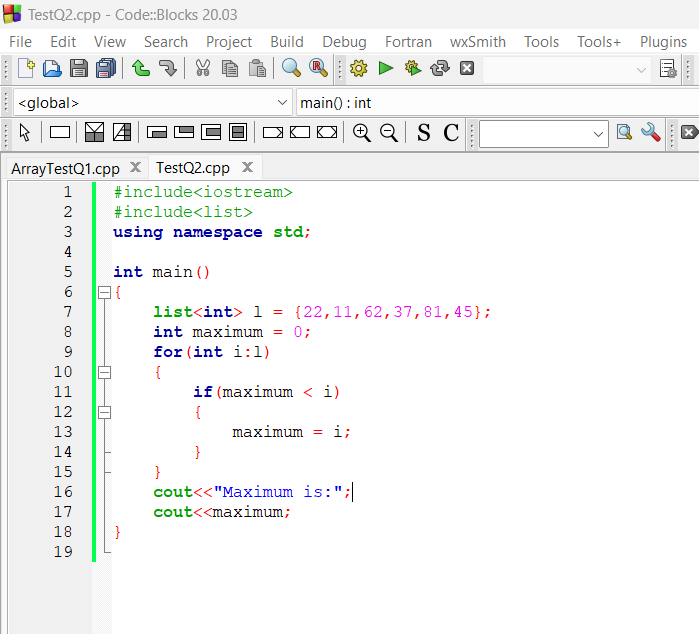 TestQ2.cpp - Code::Blocks 20.03
File Edit View Search Project Build Debug Fortran wxSmith Tools Tools+ Plugins
<global> main() : int
S C
ArrayTestQ1.cpp X TestQ2.cpp X
1 #include<iostream>
2 #include<list>
3 using namespace std;
4
5 int main()
6 {
7     list<int> l = {22,11,62,37,81,45};
8     int maximum = 0;
9     for(int i:l)
10     {
11         if(maximum < i)
12         {
13             maximum = i;
14         }
15     }
16     cout<<"Maximum is:";
17     cout<<maximum;
18 }
19